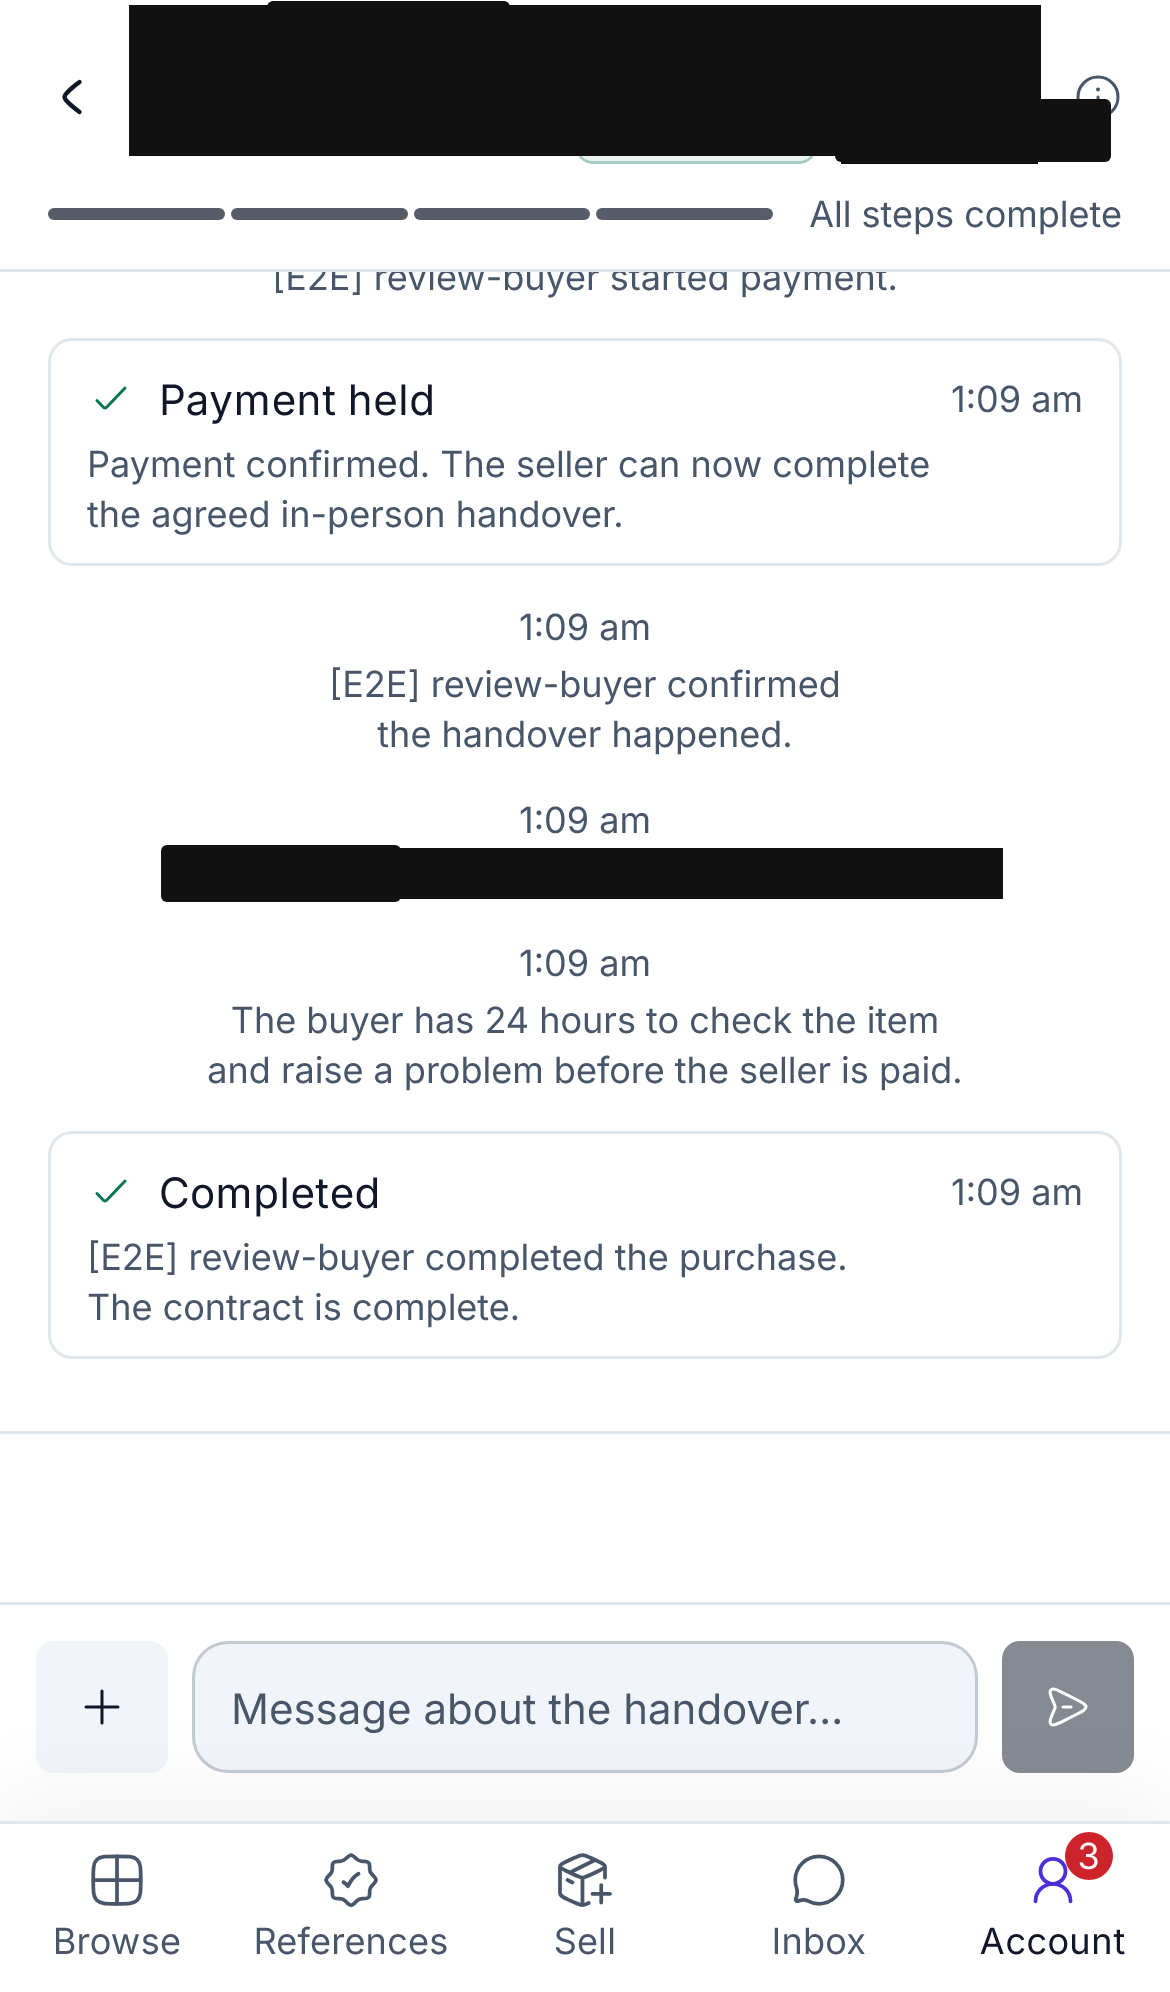 All steps complete
[E2E] review-buyer started payment.
Payment held
1:09 am
Payment confirmed. The seller can now complete
the agreed in-person handover.
1:09 am
[E2E] review-buyer confirmed
the handover happened.
1:09 am
1:09 am
The buyer has 24 hours to check the item
and raise a problem before the seller is paid.
Completed
1:09 am
[E2E] review-buyer completed the purchase.
The contract is complete.
Message about the handover...
3
Browse
References
Sell
Inbox
Account